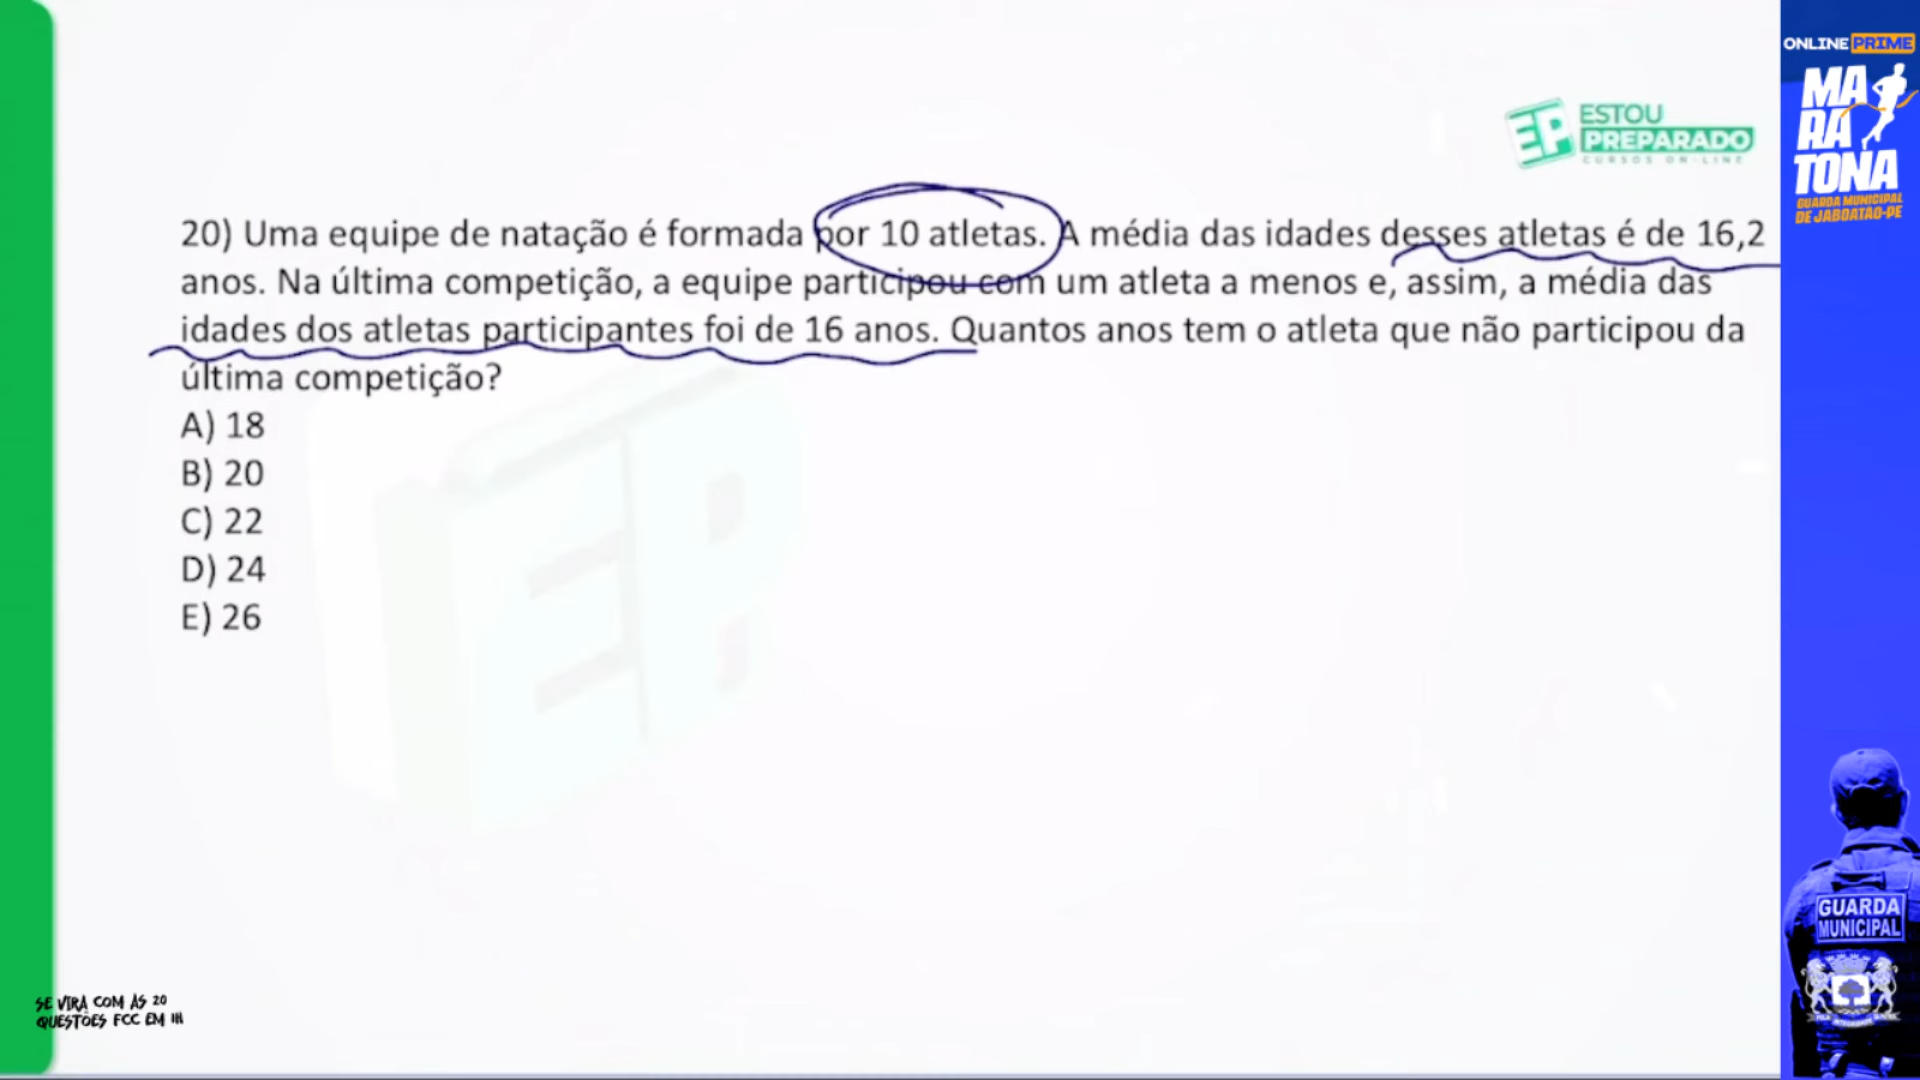 ONLINE PRIME
MA
RA
TONA
GUARDA MUNICIPAL
DE JABOATÃO-PE
EP ESTOU
PREPARADO
CURSOS ON-LINE
20) Uma equipe de natação é formada por 10 atletas. A média das idades desses atletas é de 16,2
anos. Na última competição, a equipe participou com um atleta a menos e, assim, a média das
idades dos atletas participantes foi de 16 anos. Quantos anos tem o atleta que não participou da
última competição?
A) 18
B) 20
C) 22
D) 24
E) 26
EP
GUARDA
MUNICIPAL
SE VIRA COM AS 20
QUESTÕES FCC EM 1H